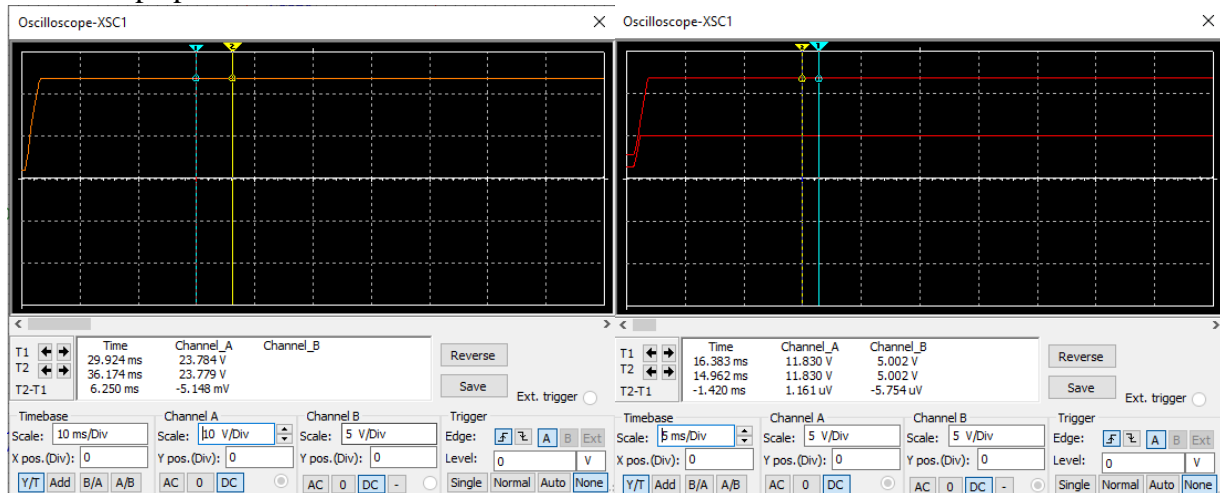 Oscilloscope-XSC1 ×
2
Time Channel_A Channel_B
T1 29.924 ms 23.784 V
T2 36.174 ms 23.779 V
T2-T1 6.250 ms -5.148 mV
Reverse
Save
Ext. trigger
Timebase
Scale: 10 ms/Div
X pos.(Div): 0
Y/T Add B/A A/B
Channel A
Scale: 10 V/Div
Y pos.(Div): 0
AC 0 DC
Channel B
Scale: 5 V/Div
Y pos.(Div): 0
AC 0 DC -
Trigger
Edge: A B Ext
Level: 0 V
Single Normal Auto None
Oscilloscope-XSC1 ×
Time Channel_A Channel_B
T1 16.383 ms 11.830 V 5.002 V
T2 14.962 ms 11.830 V 5.002 V
T2-T1 -1.420 ms 1.161 uV -5.754 uV
Reverse
Save
Ext. trigger
Timebase
Scale: 5 ms/Div
X pos.(Div): 0
Y/T Add B/A A/B
Channel A
Scale: 5 V/Div
Y pos.(Div): 0
AC 0 DC
Channel B
Scale: 5 V/Div
Y pos.(Div): 0
AC 0 DC -
Trigger
Edge: A B Ext
Level: 0 V
Single Normal Auto None